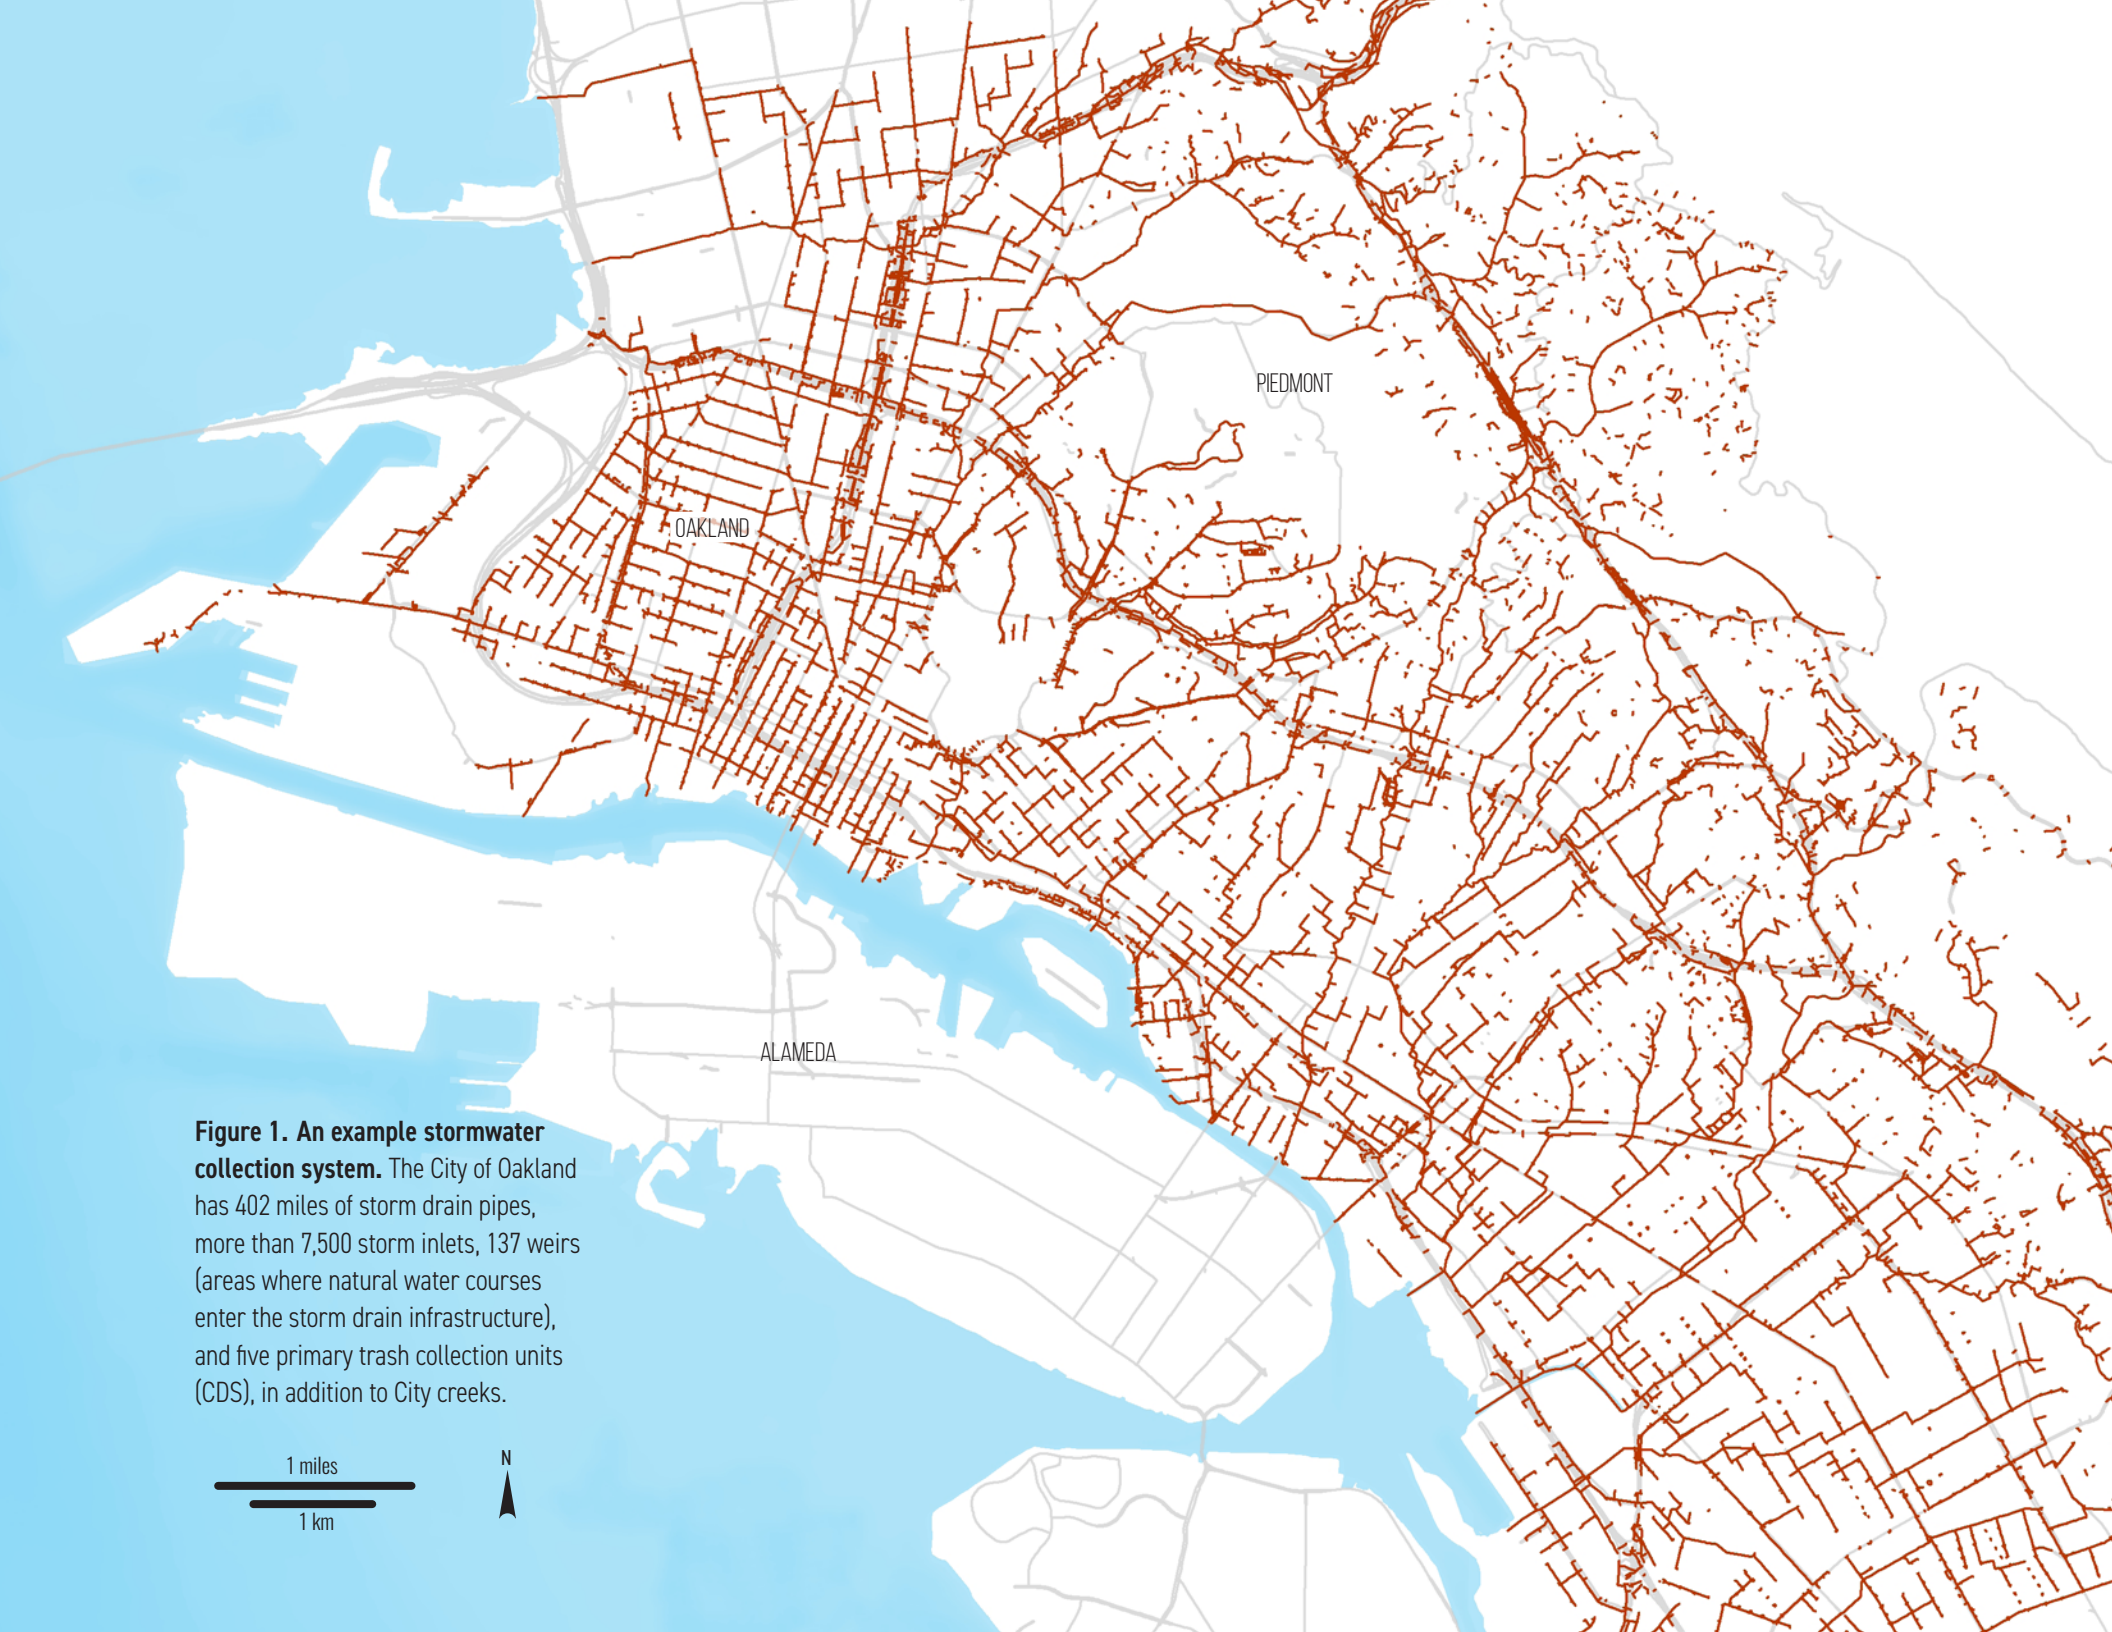 PIEDMONT
OAKLAND
ALAMEDA
Figure 1. An example stormwater
collection system. The City of Oakland
has 402 miles of storm drain pipes,
more than 7,500 storm inlets, 137 weirs
(areas where natural water courses
enter the storm drain infrastructure),
and five primary trash collection units
(CDS), in addition to City creeks.
1 miles
1 km
N